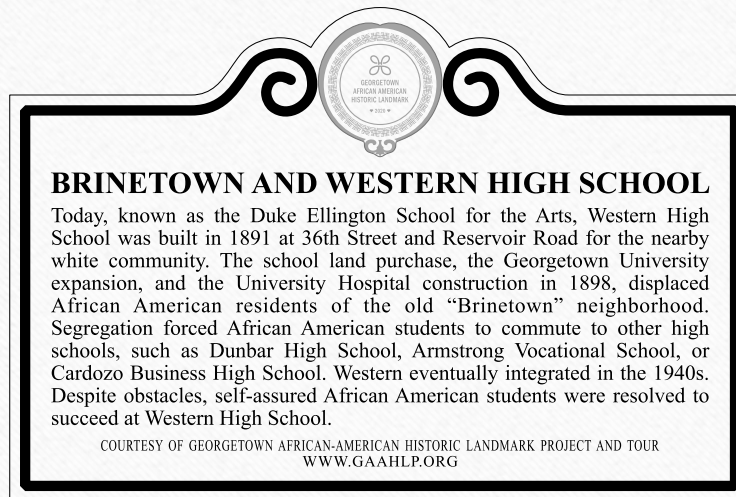 GEORGETOWN
AFRICAN AMERICAN
HISTORIC LANDMARK
♥ 2020 ♥
BRINETOWN AND WESTERN HIGH SCHOOL
Today, known as the Duke Ellington School for the Arts, Western High
School was built in 1891 at 36th Street and Reservoir Road for the nearby
white community. The school land purchase, the Georgetown University
expansion, and the University Hospital construction in 1898, displaced
African American residents of the old “Brinetown” neighborhood.
Segregation forced African American students to commute to other high
schools, such as Dunbar High School, Armstrong Vocational School, or
Cardozo Business High School. Western eventually integrated in the 1940s.
Despite obstacles, self-assured African American students were resolved to
succeed at Western High School.
COURTESY OF GEORGETOWN AFRICAN-AMERICAN HISTORIC LANDMARK PROJECT AND TOUR
WWW.GAAHLP.ORG